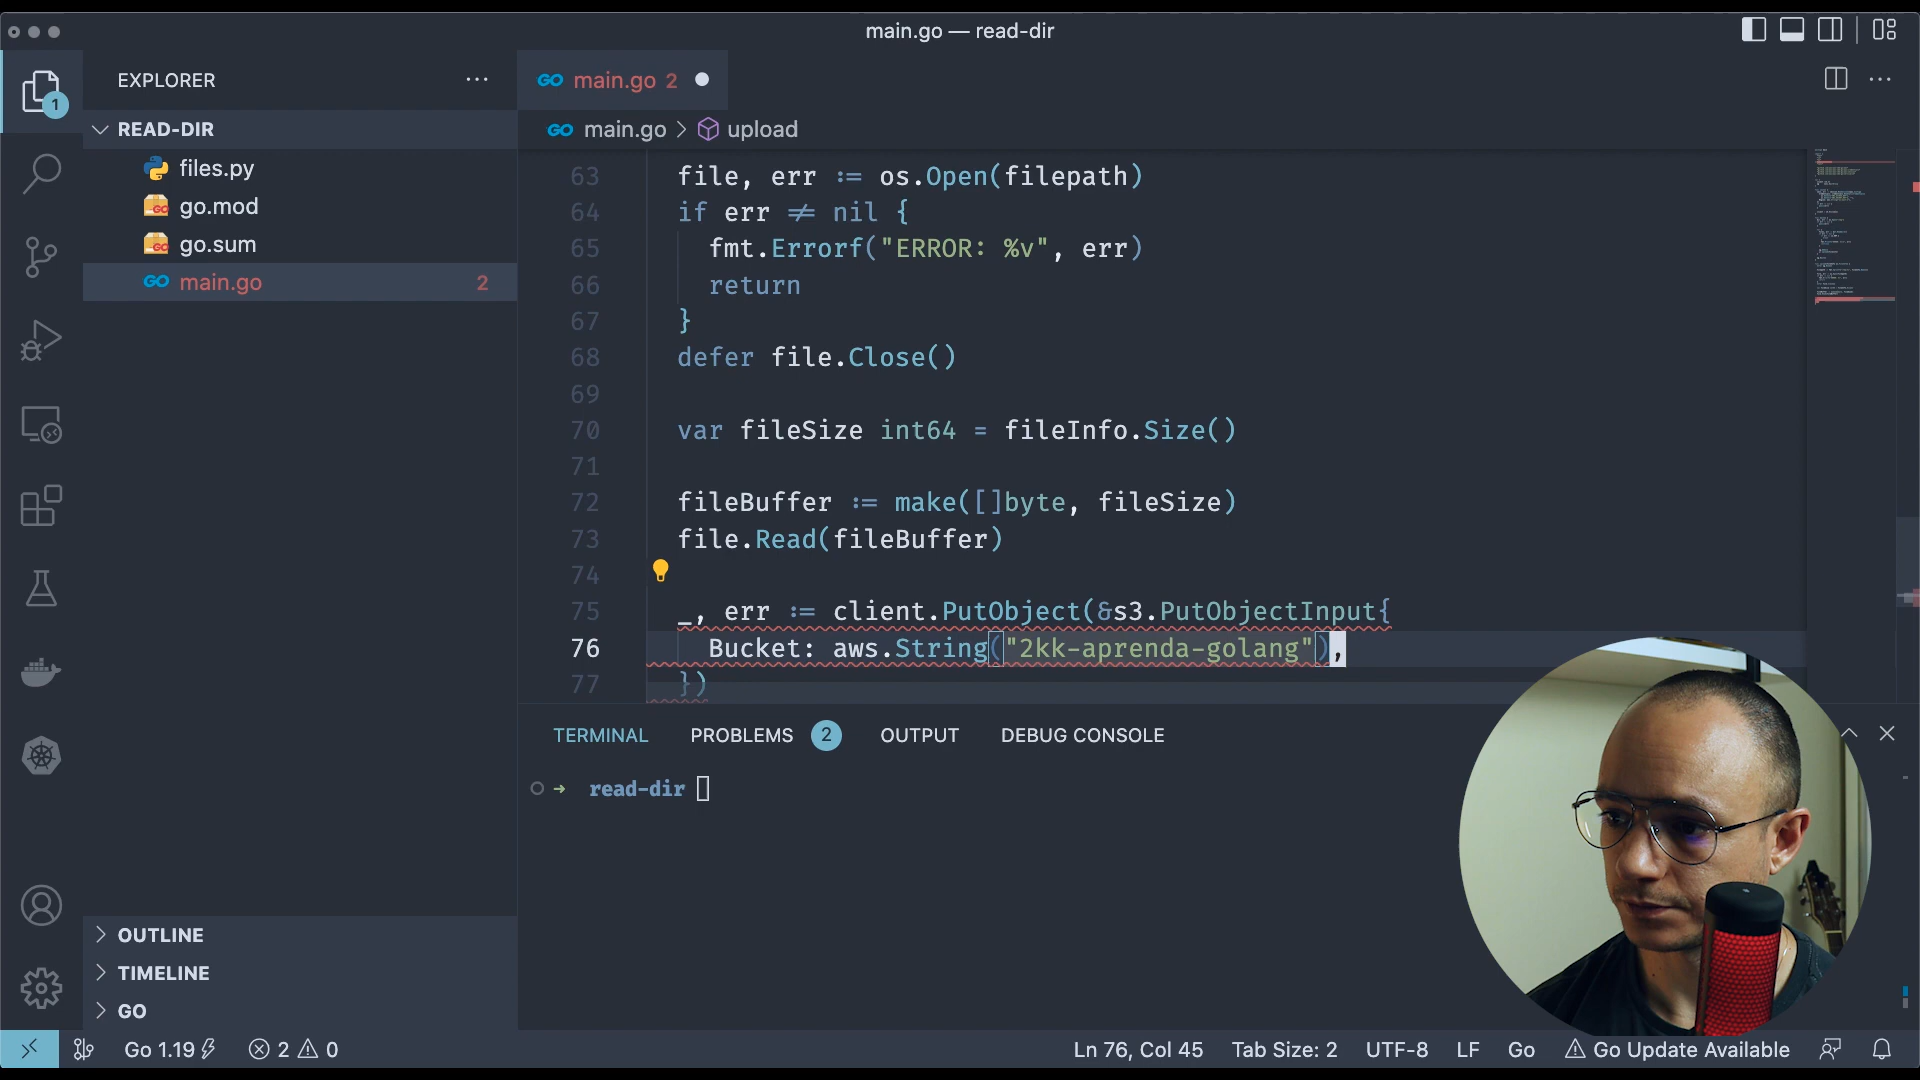 main.go — read-dir
EXPLORER
READ-DIR
files.py
go.mod
go.sum
main.go 2
OUTLINE
TIMELINE
GO
1
main.go 2
main.go > upload
63 file, err := os.Open(filepath)
64 if err != nil {
65 fmt.Errorf("ERROR: %v", err)
66 return
67 }
68 defer file.Close()
69
70 var fileSize int64 = fileInfo.Size()
71
72 fileBuffer := make([]byte, fileSize)
73 file.Read(fileBuffer)
74
75 _, err := client.PutObject(&s3.PutObjectInput{
76 Bucket: aws.String("2kk-aprenda-golang"),
77 })
TERMINAL PROBLEMS 2 OUTPUT DEBUG CONSOLE
→ read-dir
Go 1.19 2 0 Ln 76, Col 45 Tab Size: 2 UTF-8 LF Go Go Update Available